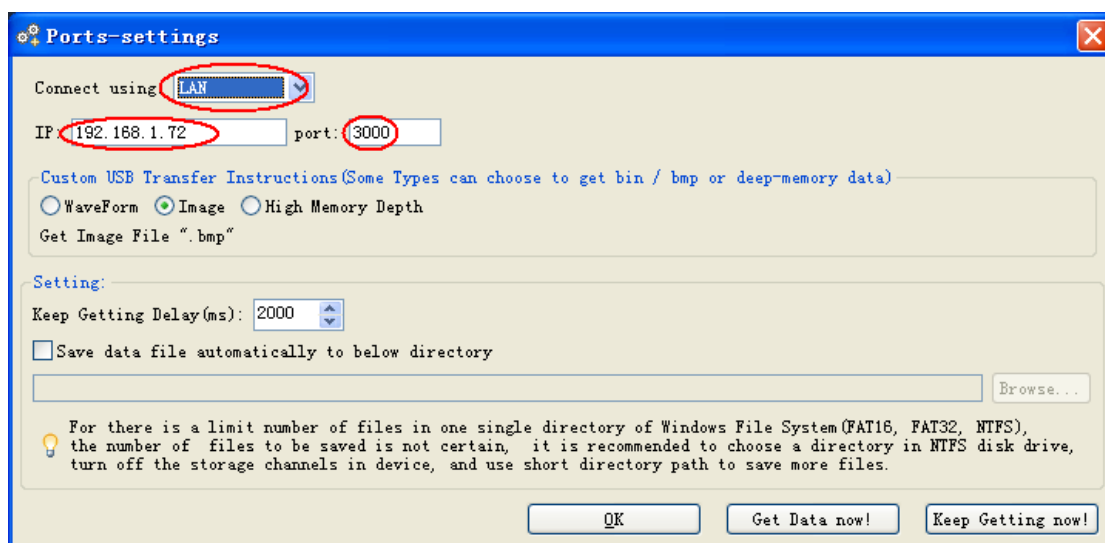 Ports-settings
Connect using LAN
IP: 192.168.1.72 port: 3000
Custom USB Transfer Instructions(Some Types can choose to get bin / bmp or deep-memory data)
WaveForm Image High Memory Depth
Get Image File ".bmp"
Setting:
Keep Getting Delay(ms): 2000
Save data file automatically to below directory
Browse...
For there is a limit number of files in one single directory of Windows File System(FAT16, FAT32, NTFS),
the number of files to be saved is not certain, it is recommended to choose a directory in NTFS disk drive,
turn off the storage channels in device, and use short directory path to save more files.
OK Get Data now! Keep Getting now!